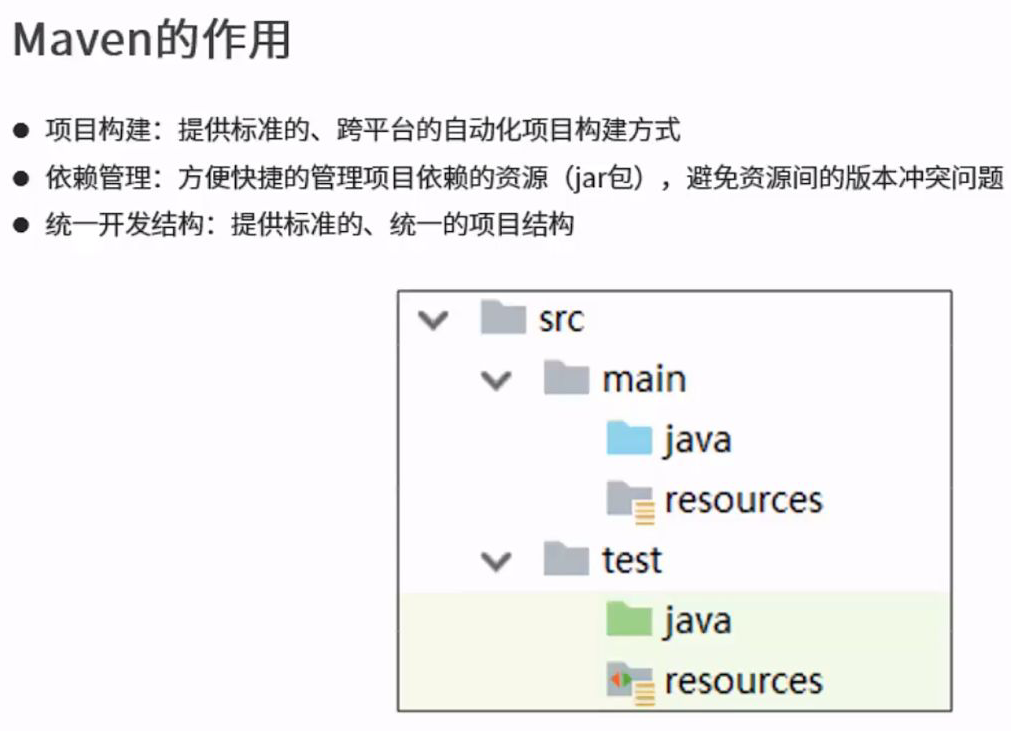 Maven的作用
● 项目构建：提供标准的、跨平台的自动化项目构建方式
● 依赖管理：方便快捷的管理项目依赖的资源（jar包），避免资源间的版本冲突问题
● 统一开发结构：提供标准的、统一的项目结构
src
main
java
resources
test
java
resources